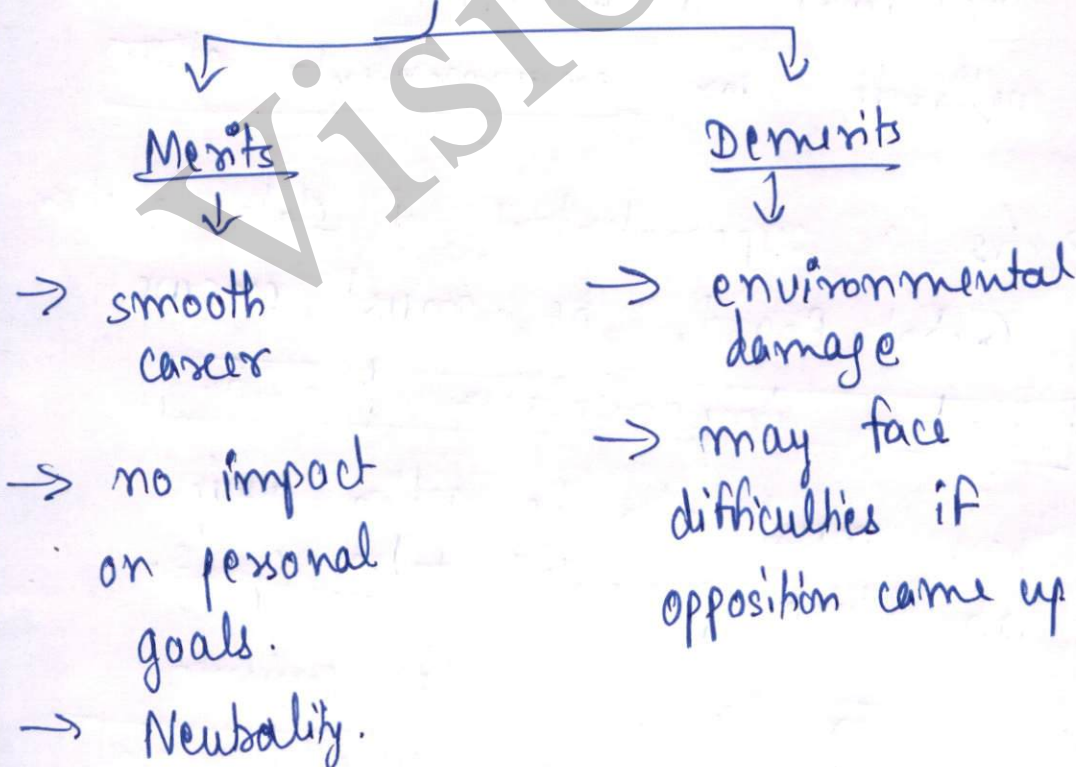 Merits
↓
→ smooth
career
→ no impact
on personal
goals.
→ Neutrality.
Demerits
↓
→ environmental
damage
→ may face
difficulties if
opposition came up
Visio